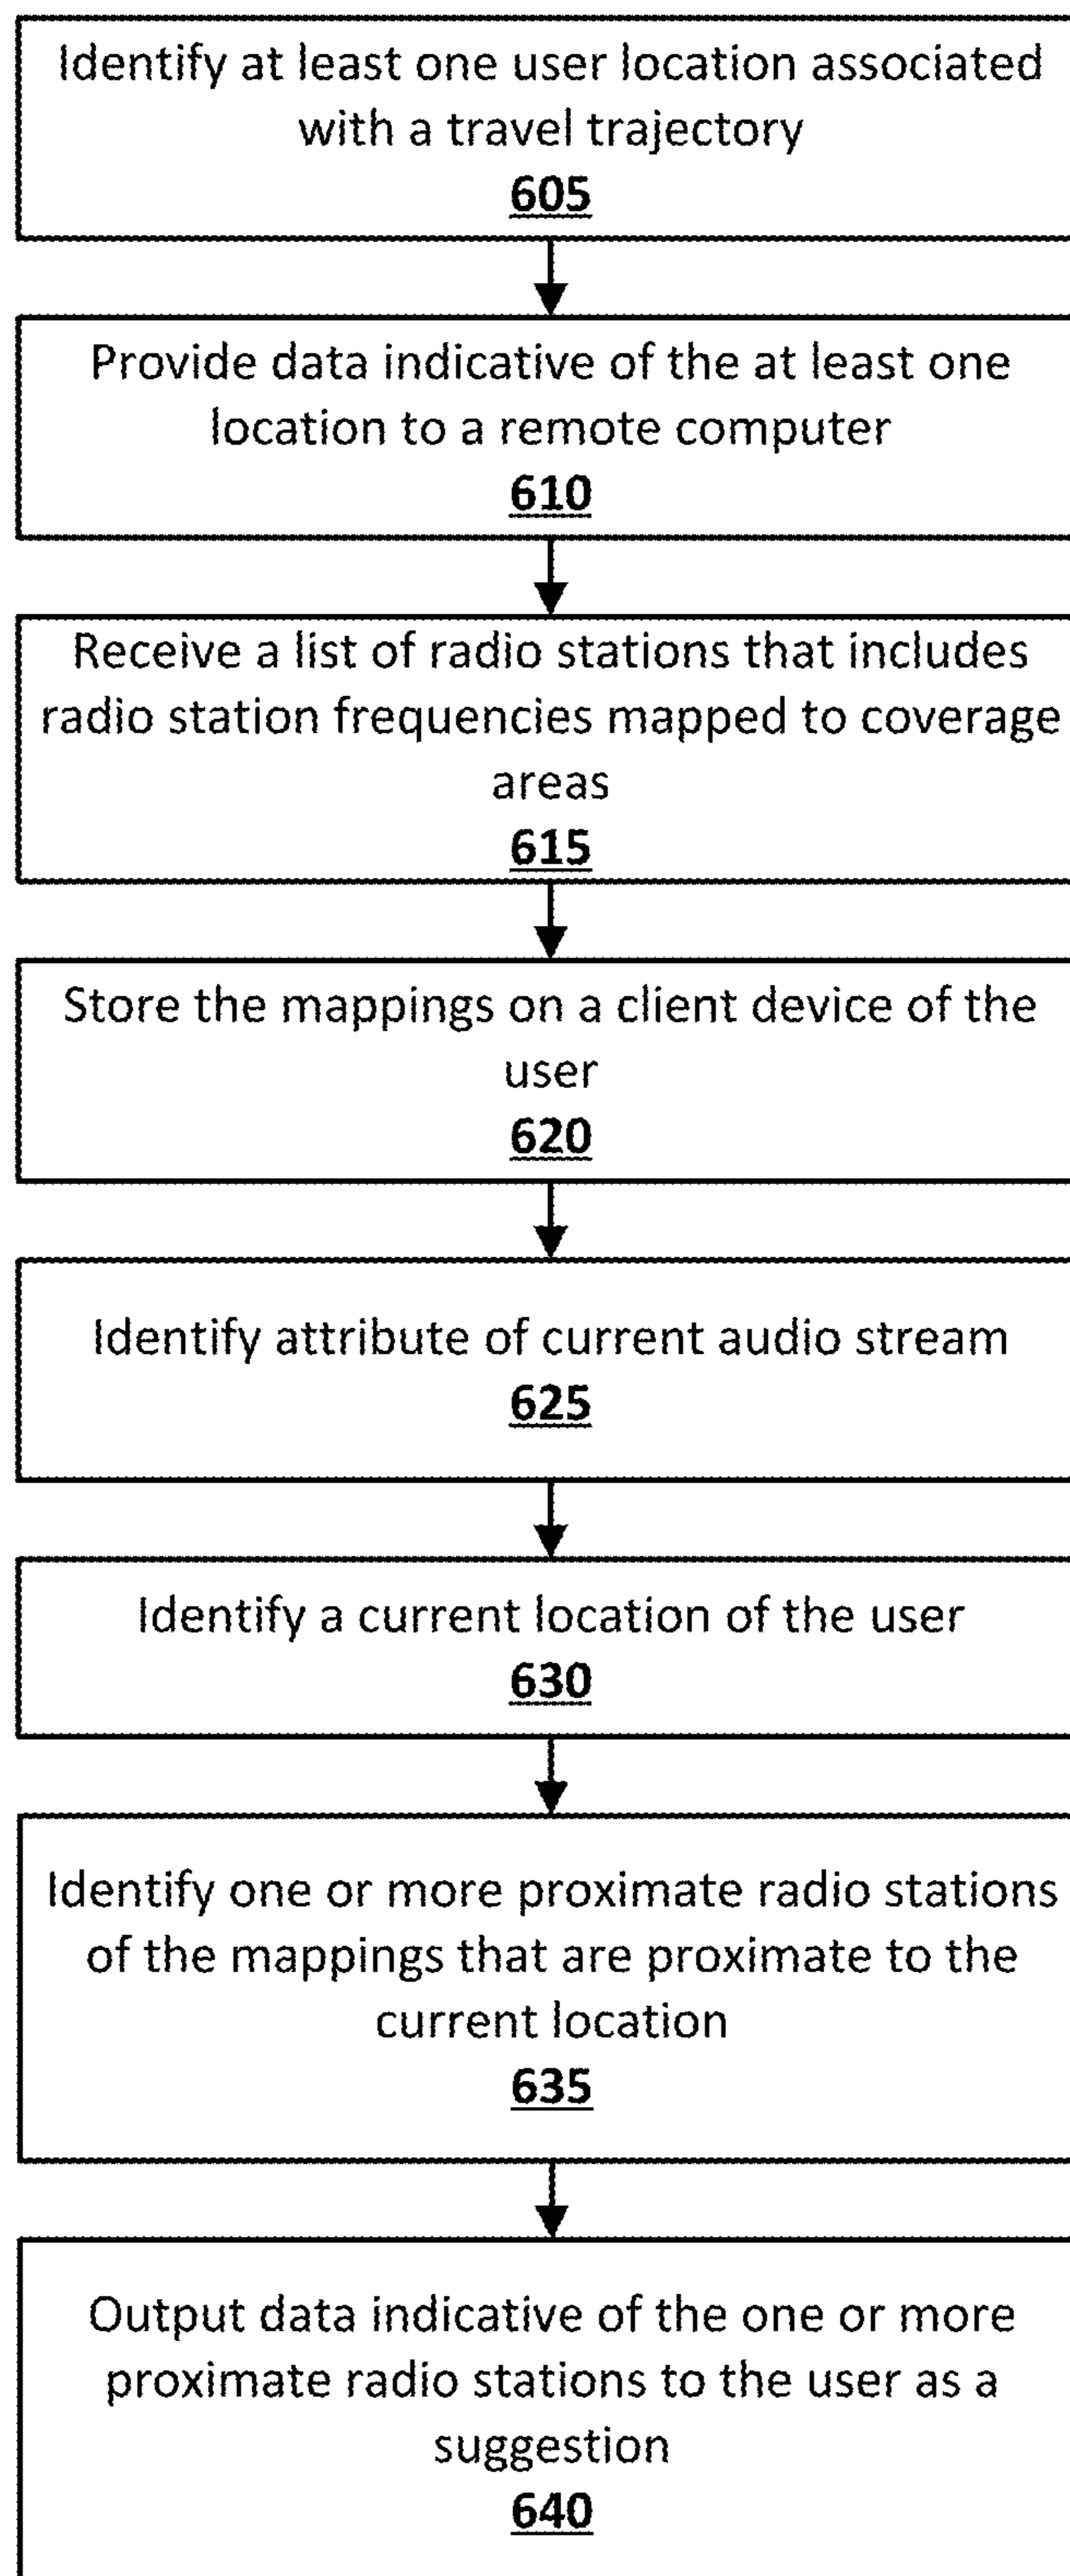 Identify at least one user location associated
with a travel trajectory
605
Provide data indicative of the at least one
location to a remote computer
610
Receive a list of radio stations that includes
radio station frequencies mapped to coverage
areas
615
Store the mappings on a client device of the
user
620
Identify attribute of current audio stream
625
Identify a current location of the user
630
Identify one or more proximate radio stations
of the mappings that are proximate to the
current location
635
Output data indicative of the one or more
proximate radio stations to the user as a
suggestion
640